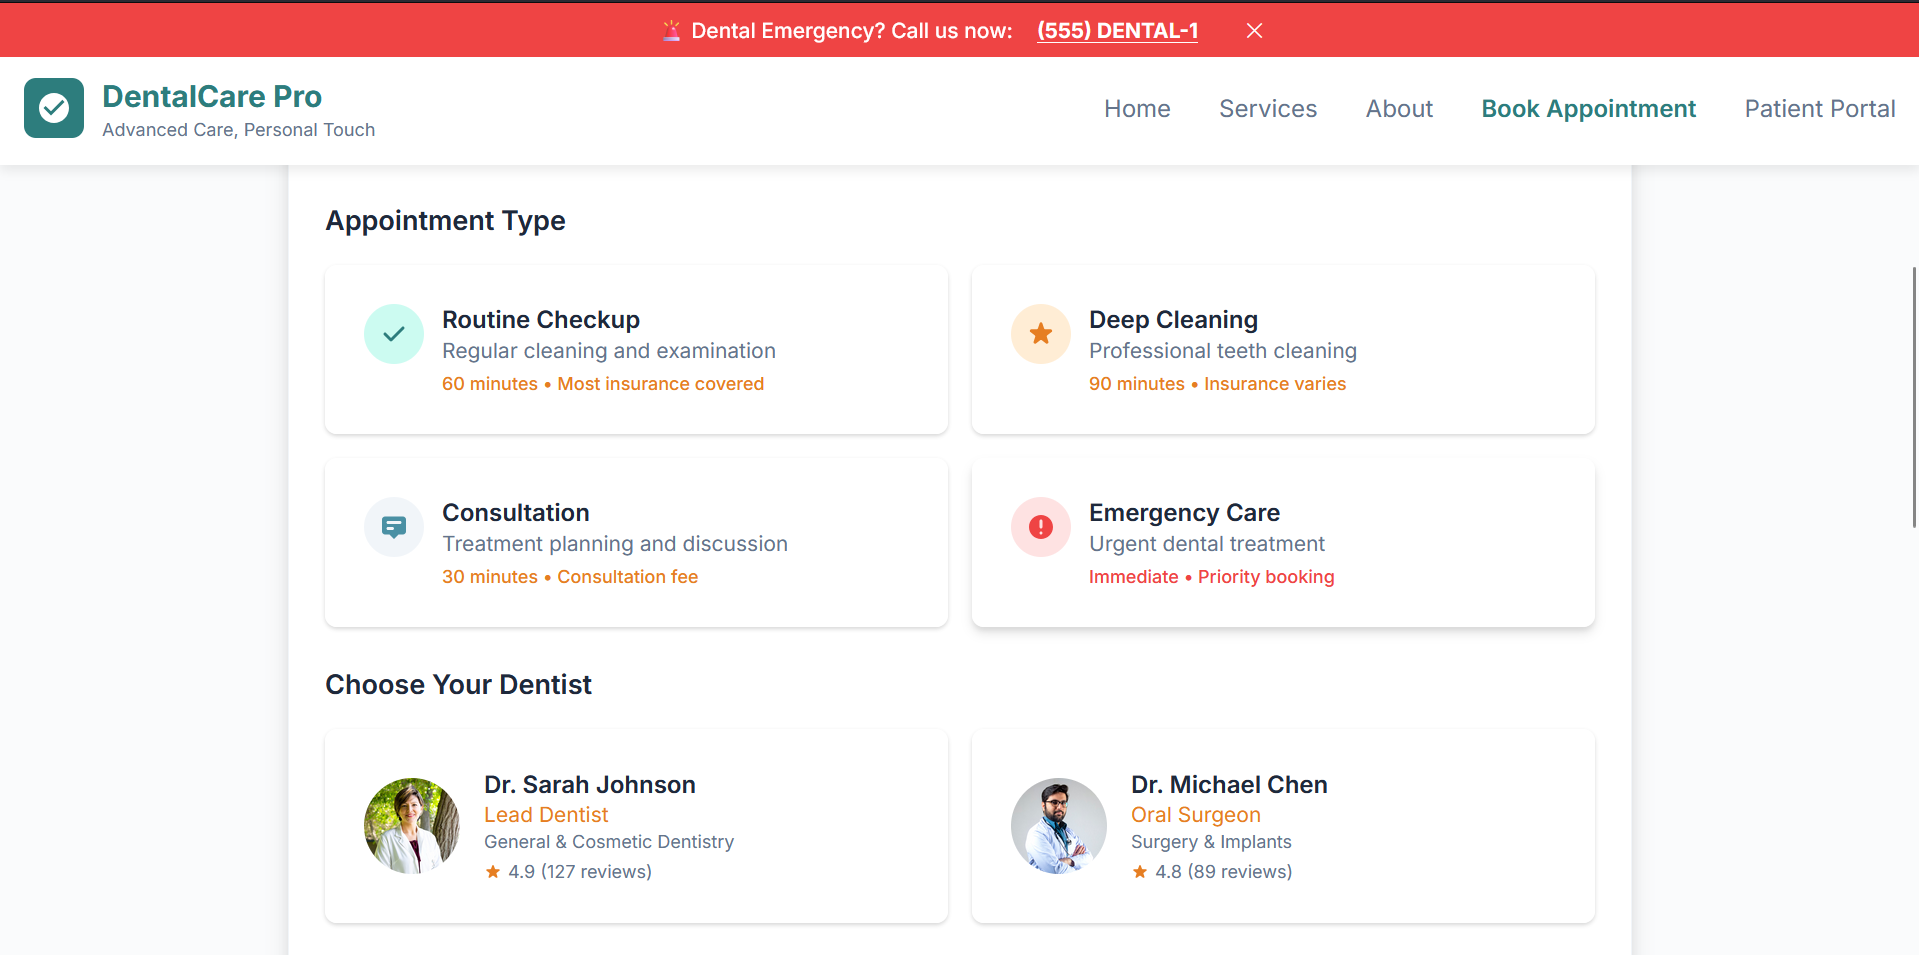 🚨 Dental Emergency? Call us now: (555) DENTAL-1
DentalCare Pro
Advanced Care, Personal Touch
Home Services About Book Appointment Patient Portal
Appointment Type
Routine Checkup
Regular cleaning and examination
60 minutes • Most insurance covered
Deep Cleaning
Professional teeth cleaning
90 minutes • Insurance varies
Consultation
Treatment planning and discussion
30 minutes • Consultation fee
Emergency Care
Urgent dental treatment
Immediate • Priority booking
Choose Your Dentist
Dr. Sarah Johnson
Lead Dentist
General & Cosmetic Dentistry
4.9 (127 reviews)
Dr. Michael Chen
Oral Surgeon
Surgery & Implants
4.8 (89 reviews)